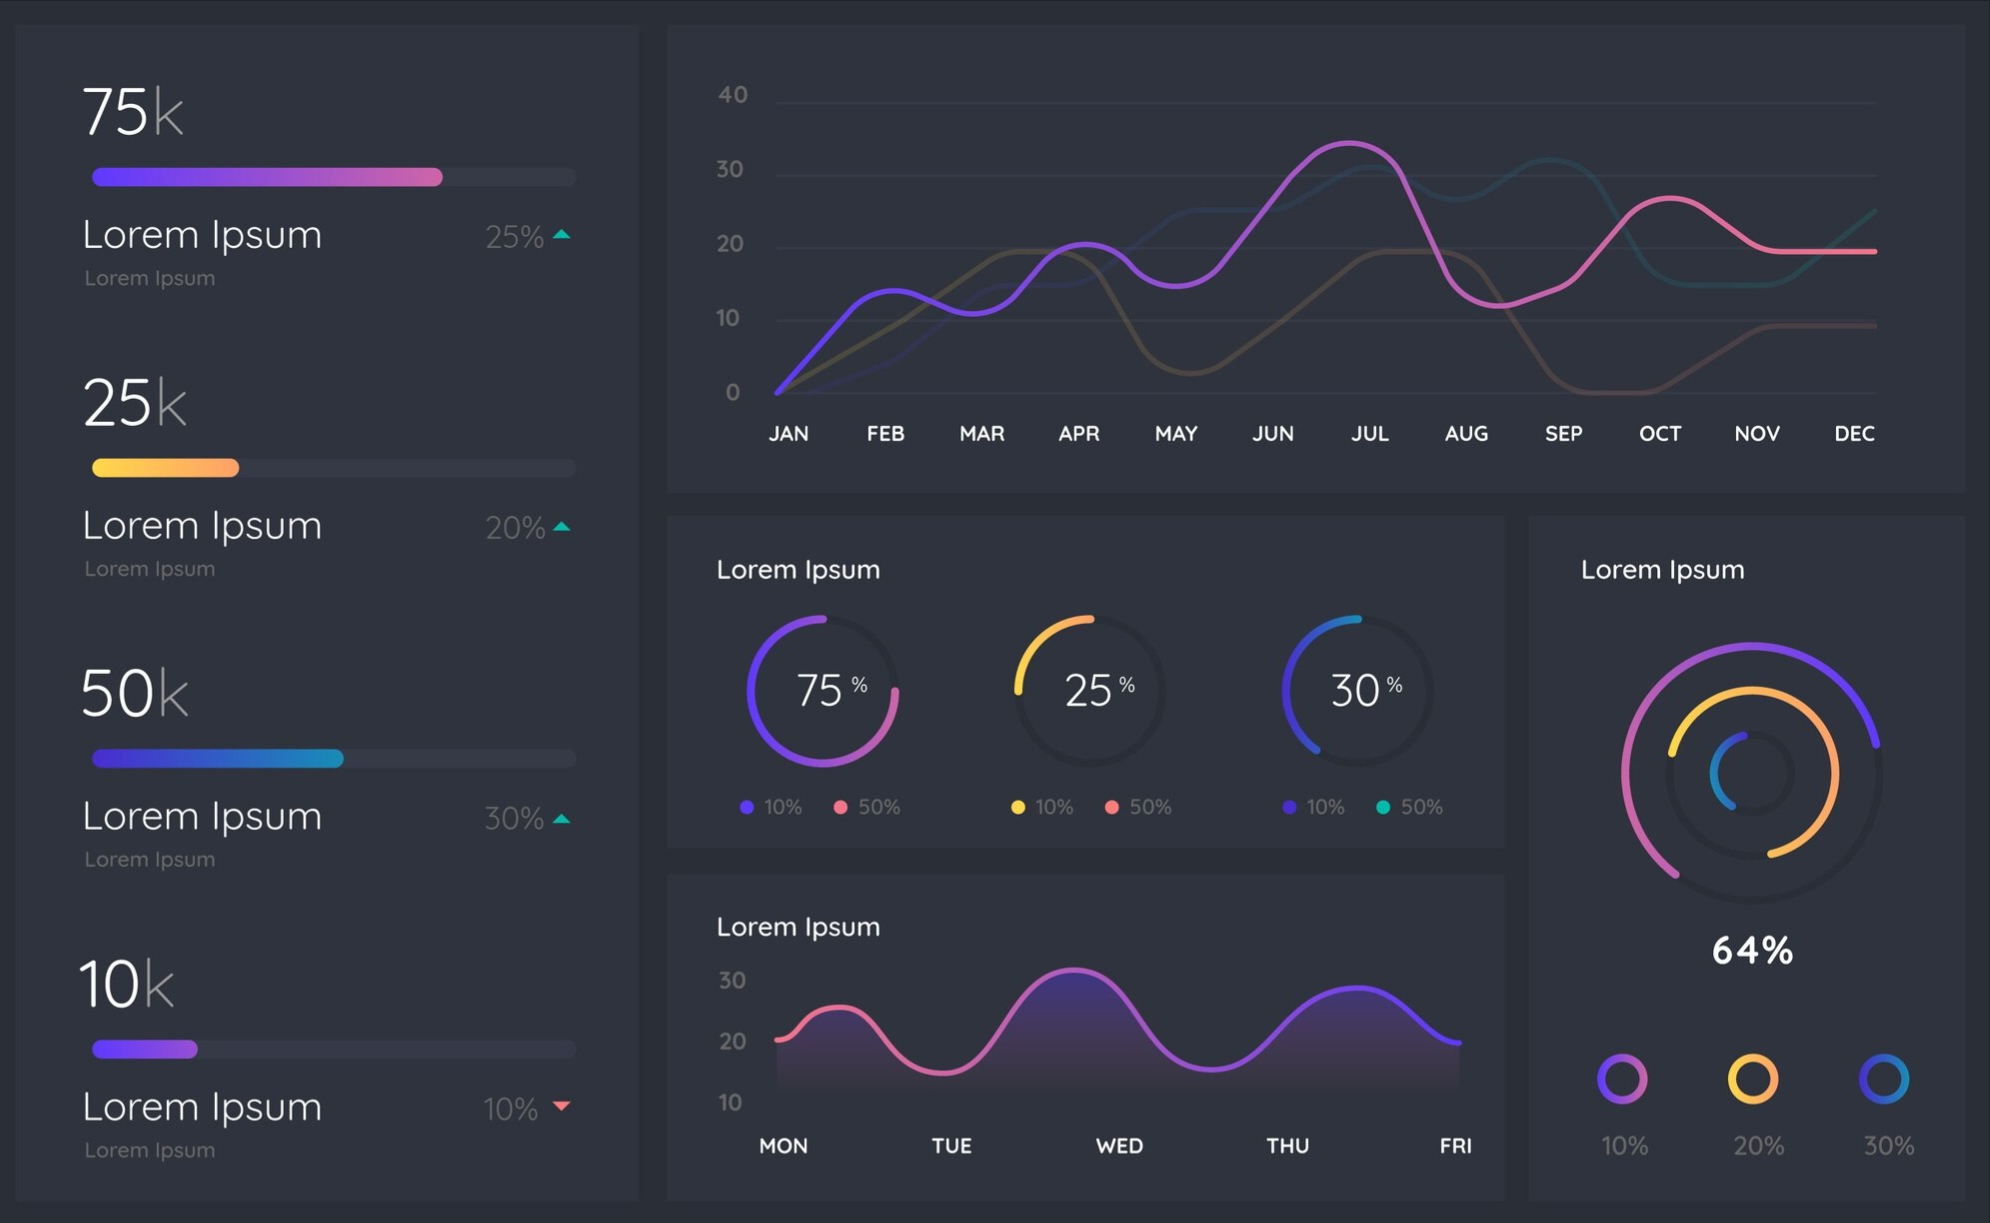 75k
Lorem Ipsum 25%
Lorem Ipsum
25k
Lorem Ipsum 20%
Lorem Ipsum
50k
Lorem Ipsum 30%
Lorem Ipsum
10k
Lorem Ipsum 10%
Lorem Ipsum
40
30
20
10
0
JAN FEB MAR APR MAY JUN JUL AUG SEP OCT NOV DEC
Lorem Ipsum
75% 25% 30%
10% 50% 10% 50% 10% 50%
Lorem Ipsum
30
20
10
MON TUE WED THU FRI
Lorem Ipsum
64%
10% 20% 30%